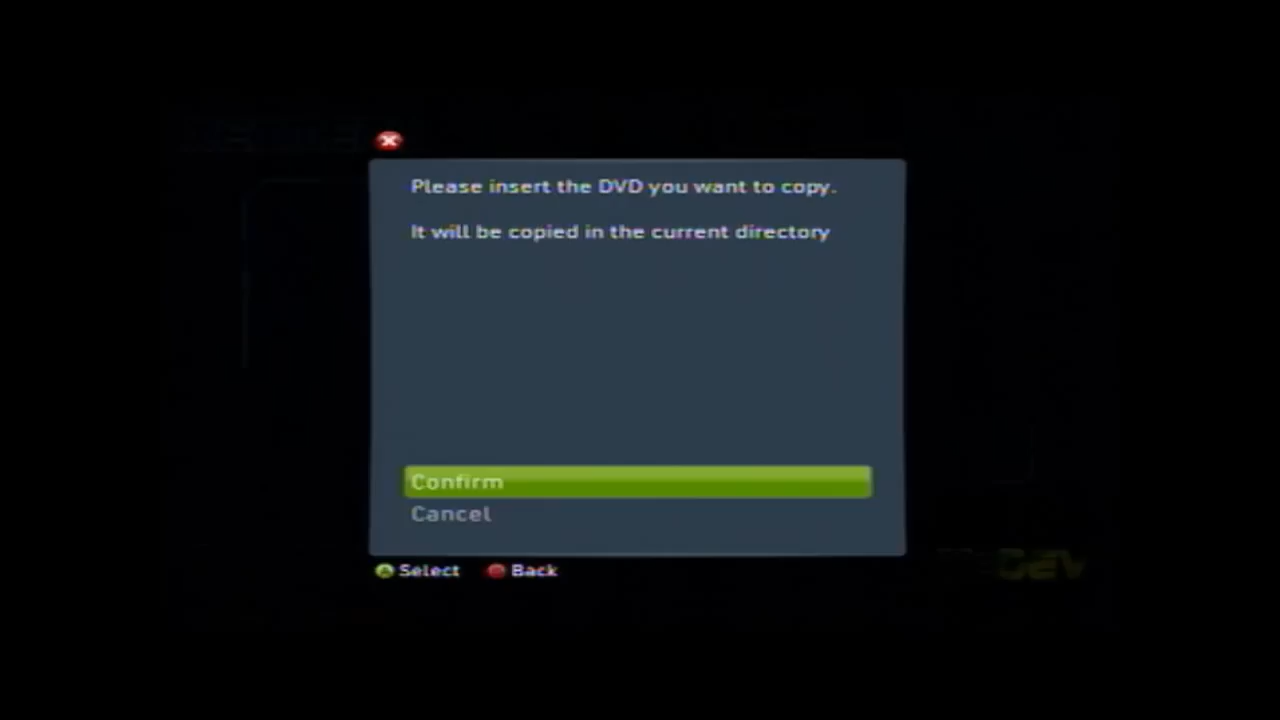 Please insert the DVD you want to copy.
It will be copied in the current directory
Confirm
Cancel
Select
Back